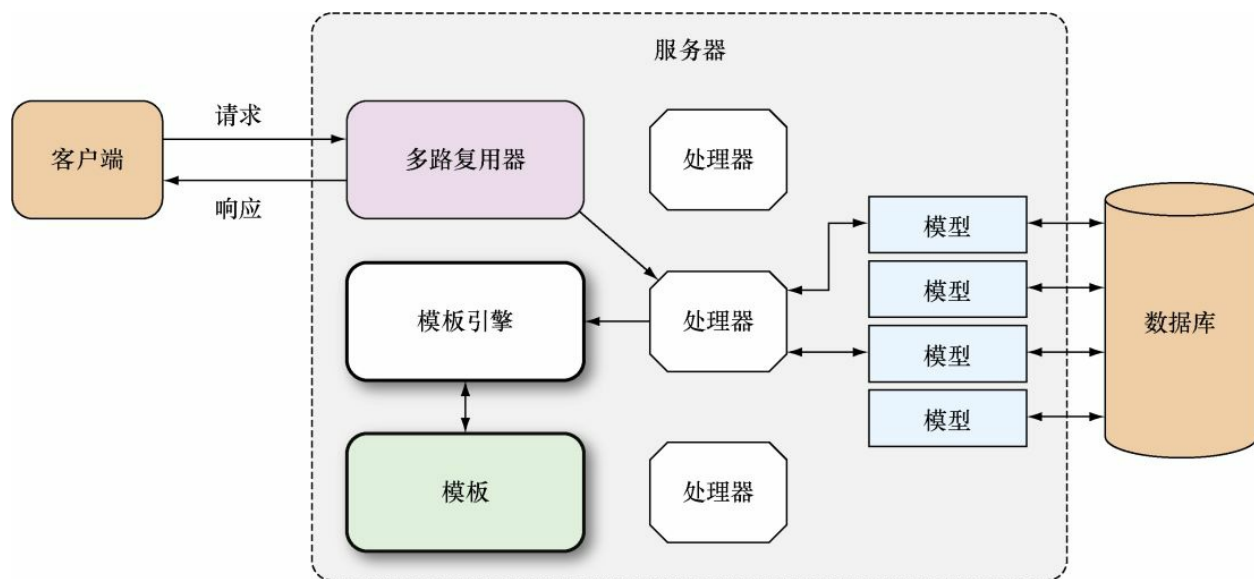 服务器
请求
客户端
多路复用器
处理器
响应
模型
模板引擎
处理器
模型
数据库
模型
模型
模板
处理器